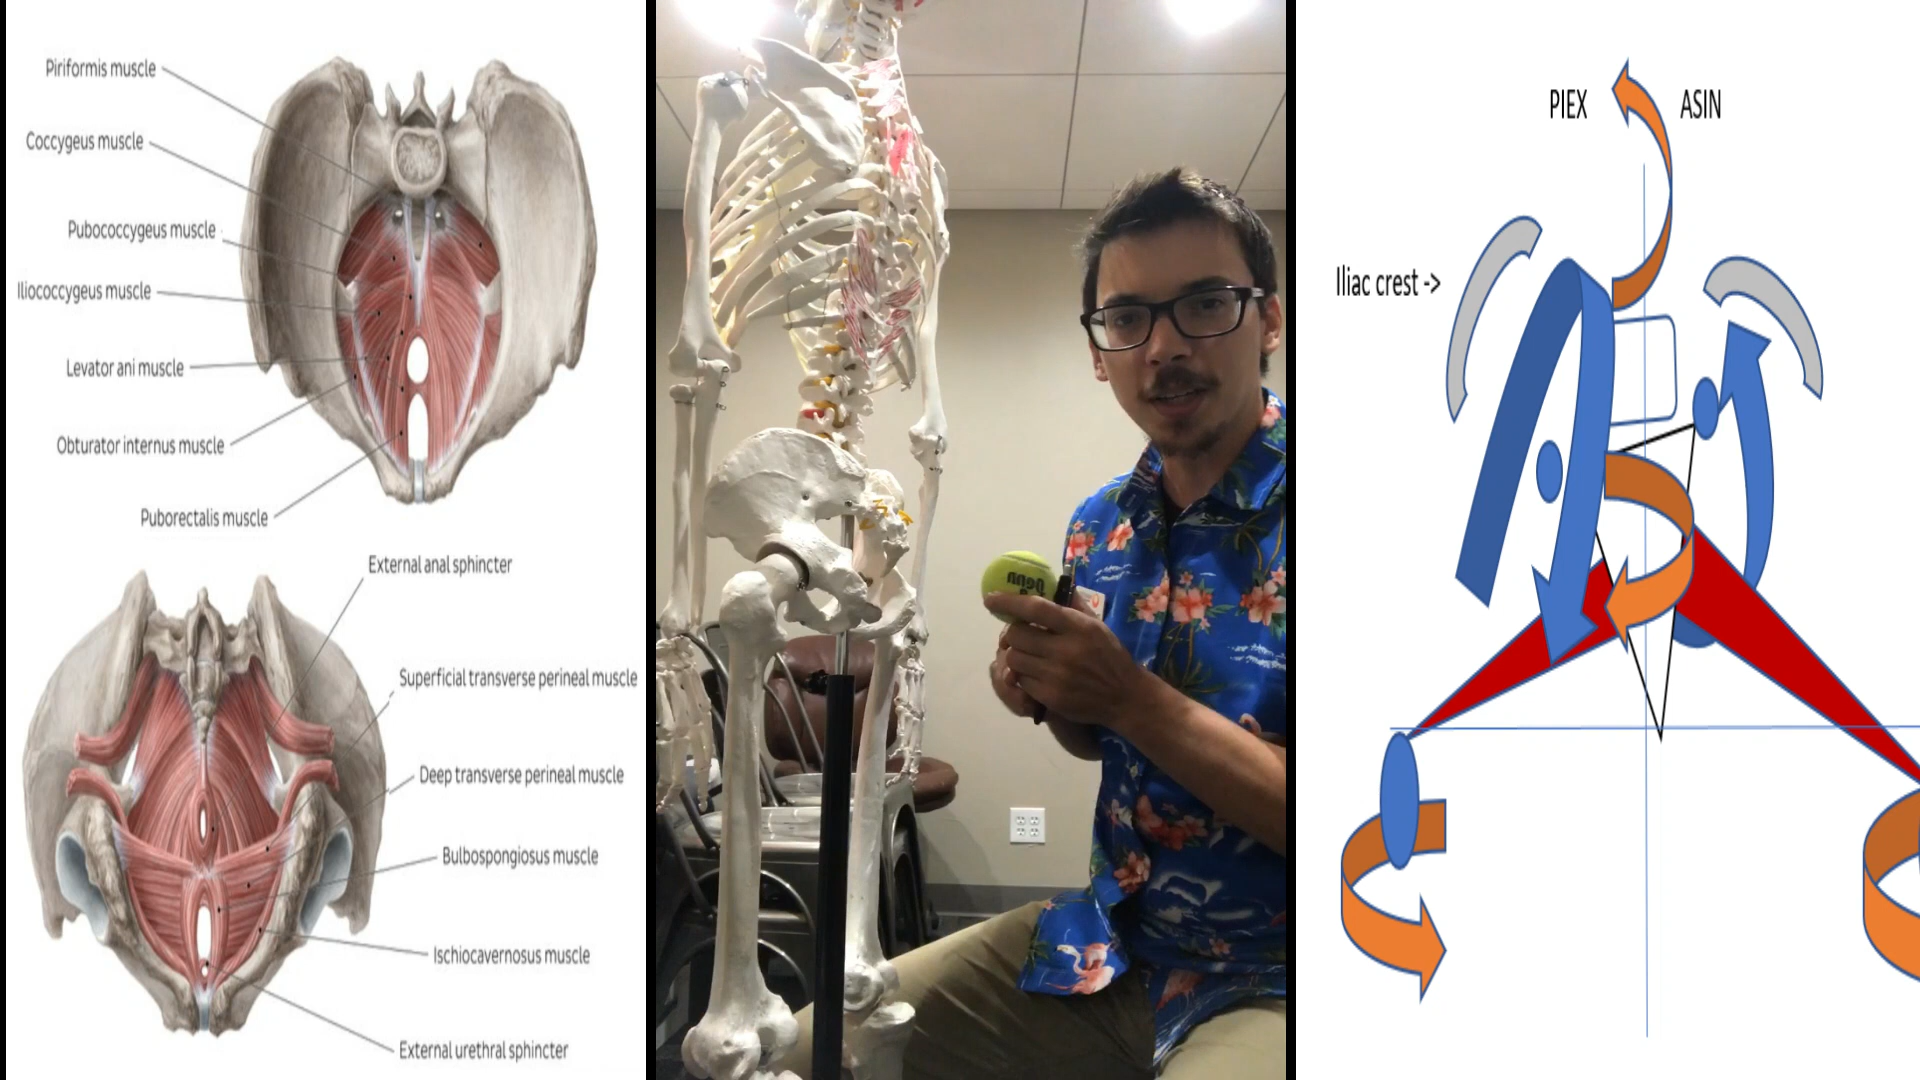 Piriformis muscle
Coccygeus muscle
Pubococcygeus muscle
Iliococcygeus muscle
Levator ani muscle
Obturator internus muscle
Puborectalis muscle
External anal sphincter
Superficial transverse perineal muscle
Deep transverse perineal muscle
Bulbospongiosus muscle
Ischiocavernosus muscle
External urethral sphincter
Penn
PIEX
ASIN
Iliac crest ->